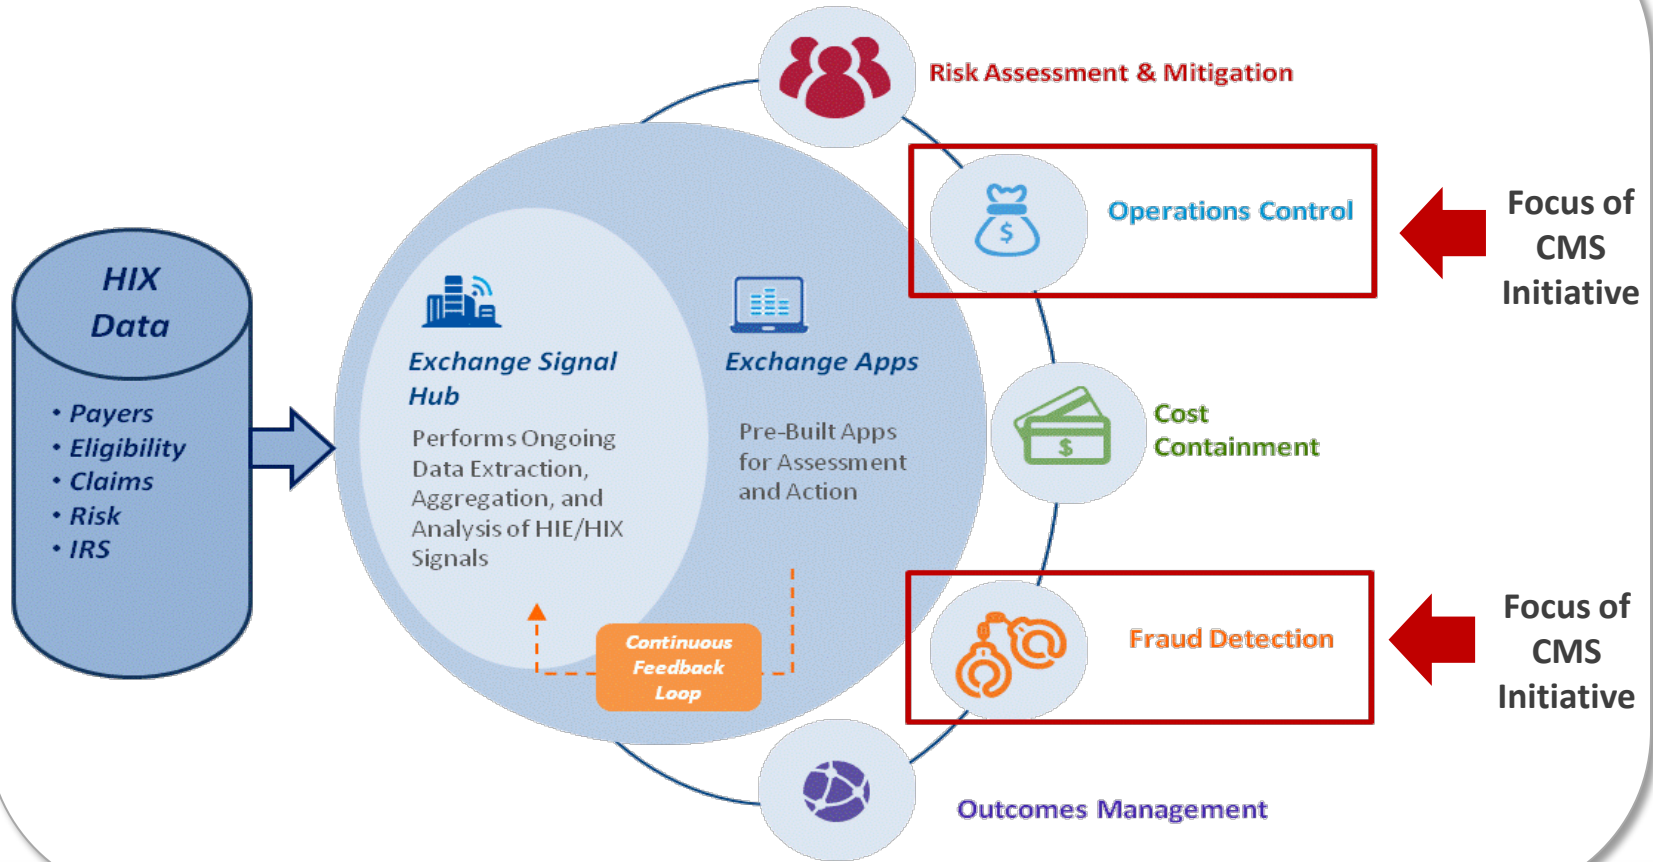 HIX
Data
• Payers
• Eligibility
• Claims
• Risk
• IRS
Exchange Signal
Hub
Performs Ongoing
Data Extraction,
Aggregation, and
Analysis of HIE/HIX
Signals
Exchange Apps
Pre-Built Apps
for Assessment
and Action
Continuous
Feedback
Loop
Risk Assessment & Mitigation
$
Operations Control
Focus of
CMS
Initiative
$
Cost
Containment
Fraud Detection
Focus of
CMS
Initiative
Outcomes Management